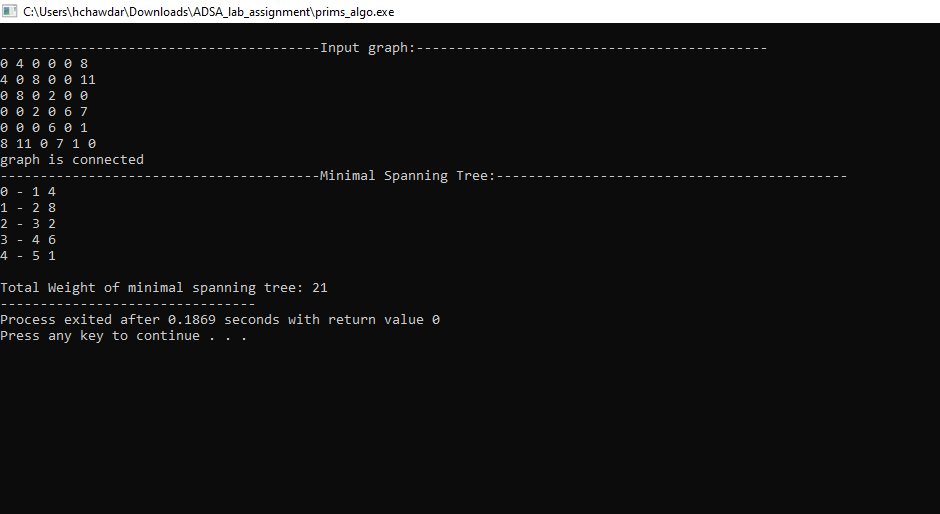 C:\Users\hchawdar\Downloads\ADSA_lab_assignment\prims_algo.exe
----------------------------------------Input graph:--------------------------------------------
0 4 0 0 0 8
4 0 8 0 0 11
0 8 0 2 0 0
0 0 2 0 6 7
0 0 0 6 0 1
8 11 0 7 1 0
graph is connected
----------------------------------------Minimal Spanning Tree:--------------------------------------------
0 - 1 4
1 - 2 8
2 - 3 2
3 - 4 6
4 - 5 1
Total Weight of minimal spanning tree: 21
--------------------------------
Process exited after 0.1869 seconds with return value 0
Press any key to continue . . .